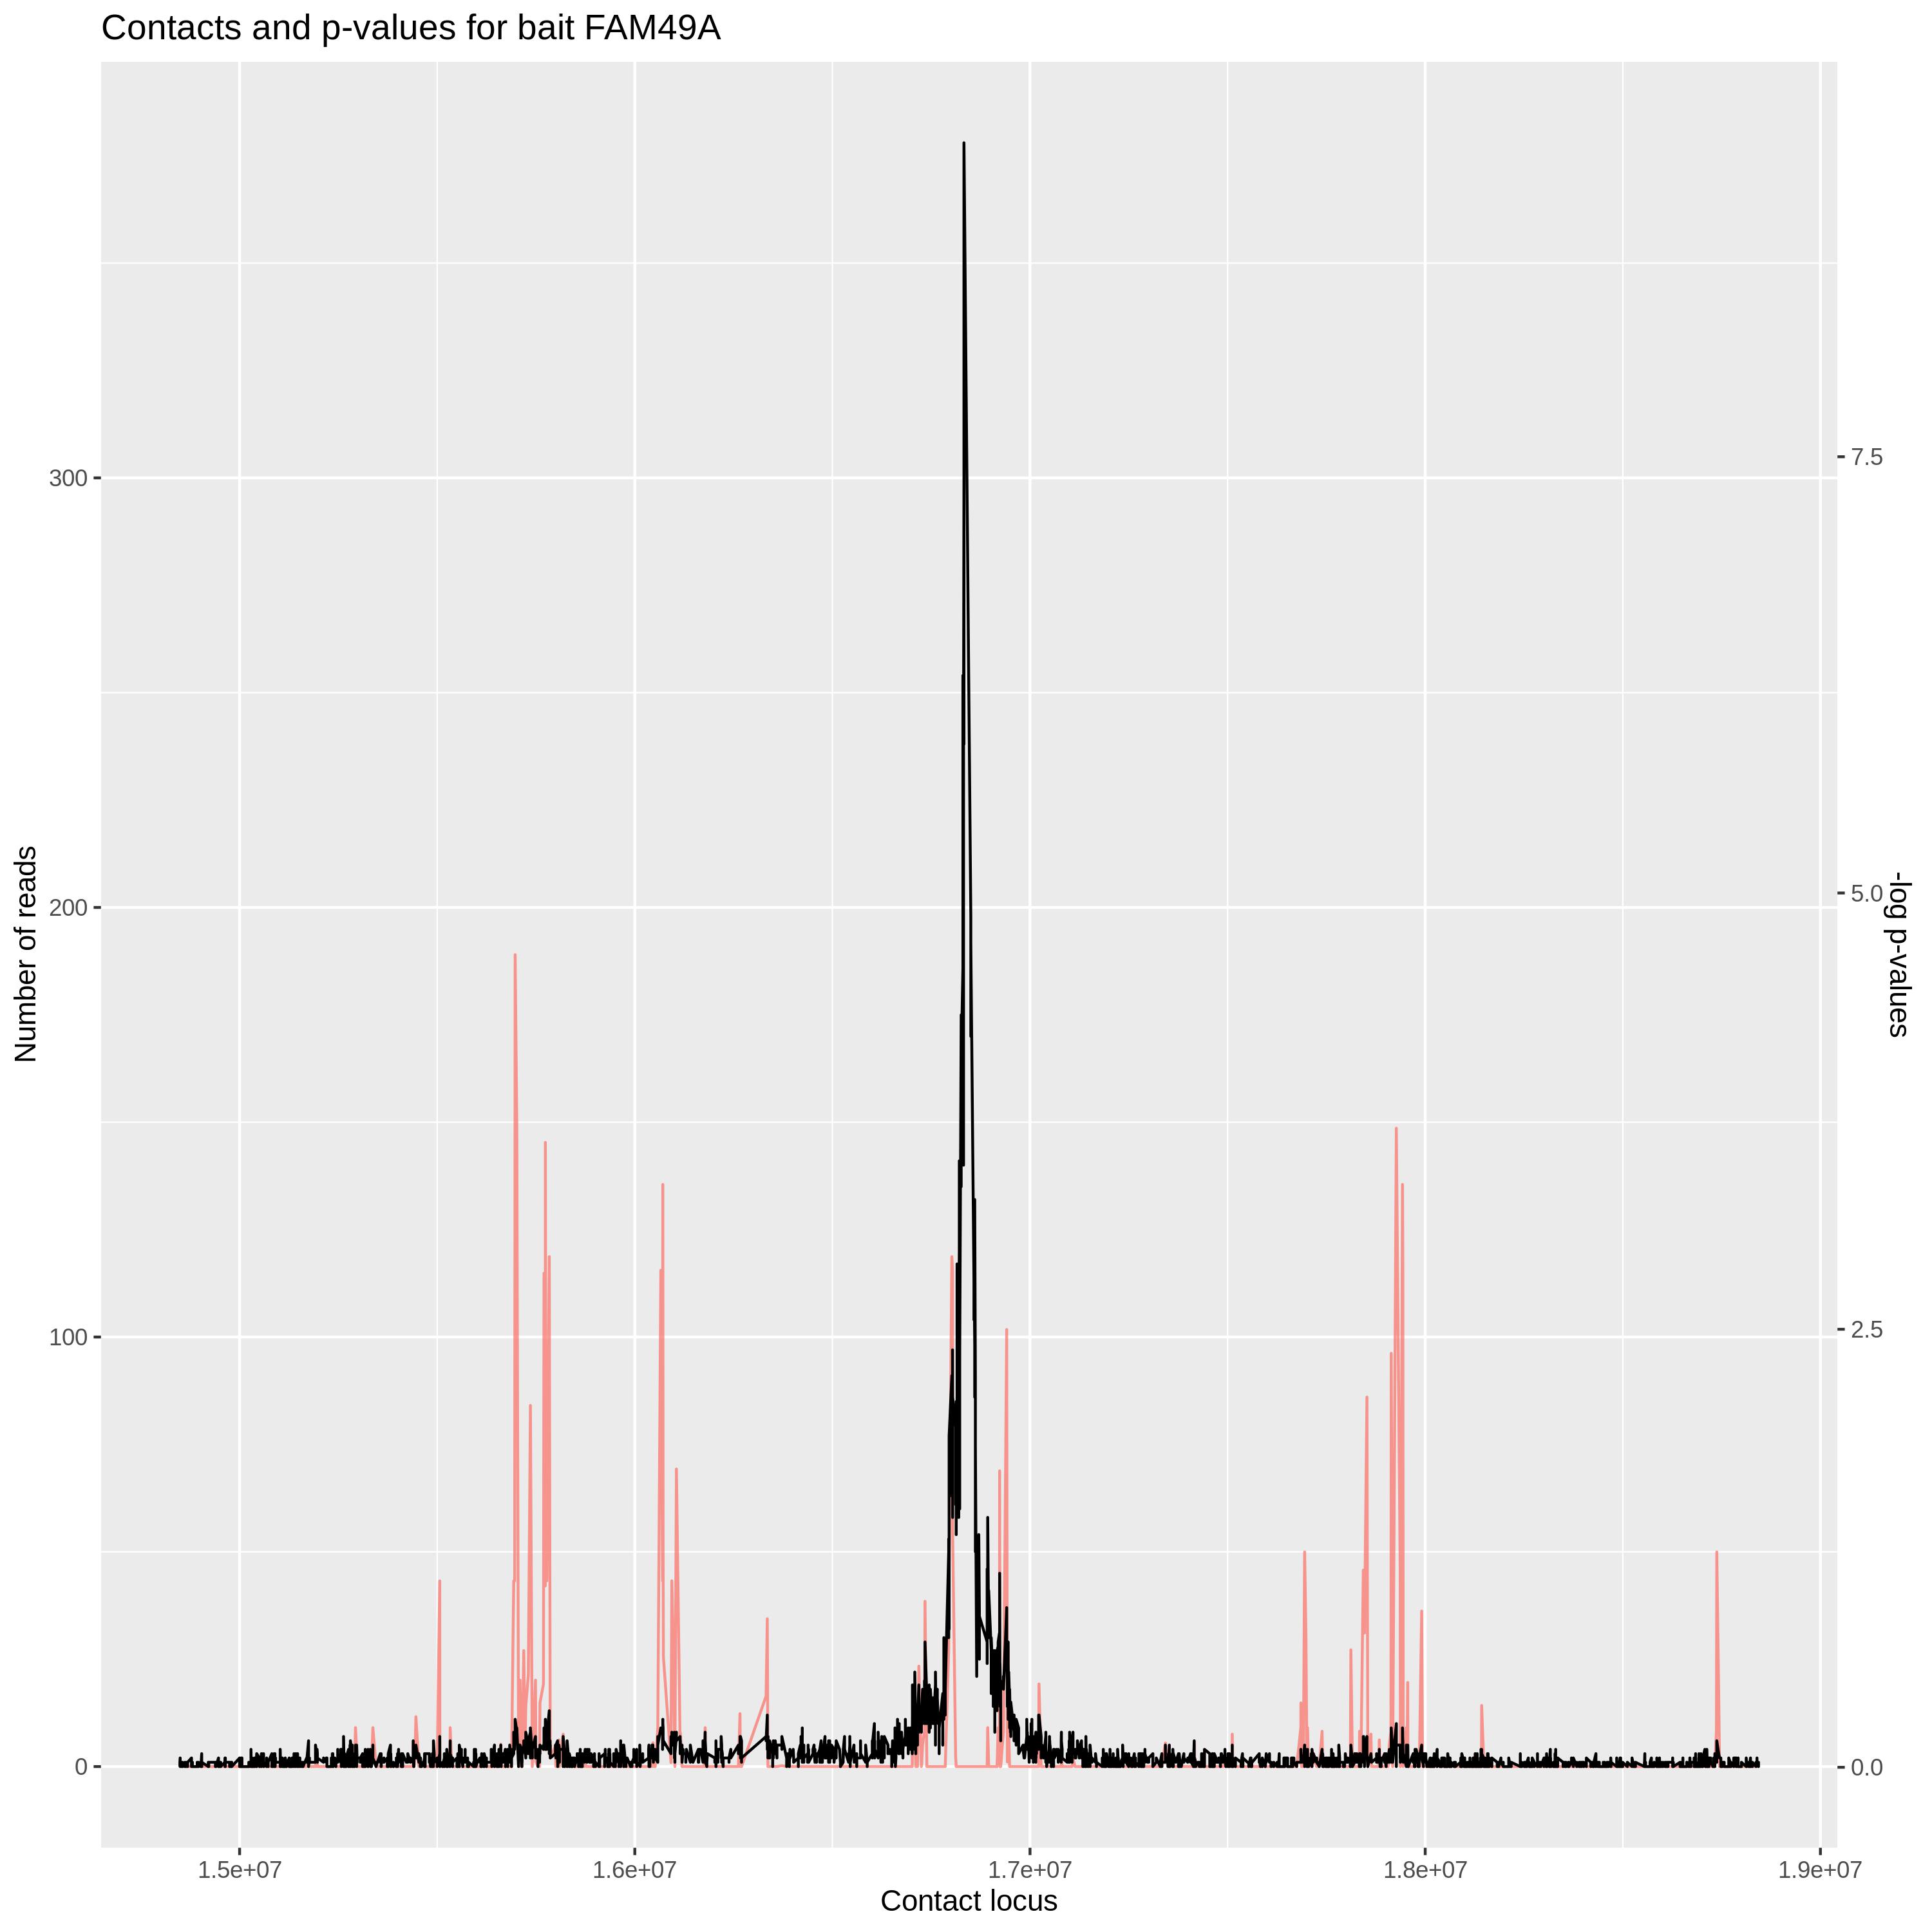 Contacts and p-values for bait FAM49A
Number of reads
300
200
100
0
7.5
5.0
2.5
0.0
-log p-values
1.5e+07
1.6e+07
1.7e+07
1.8e+07
1.9e+07
Contact locus